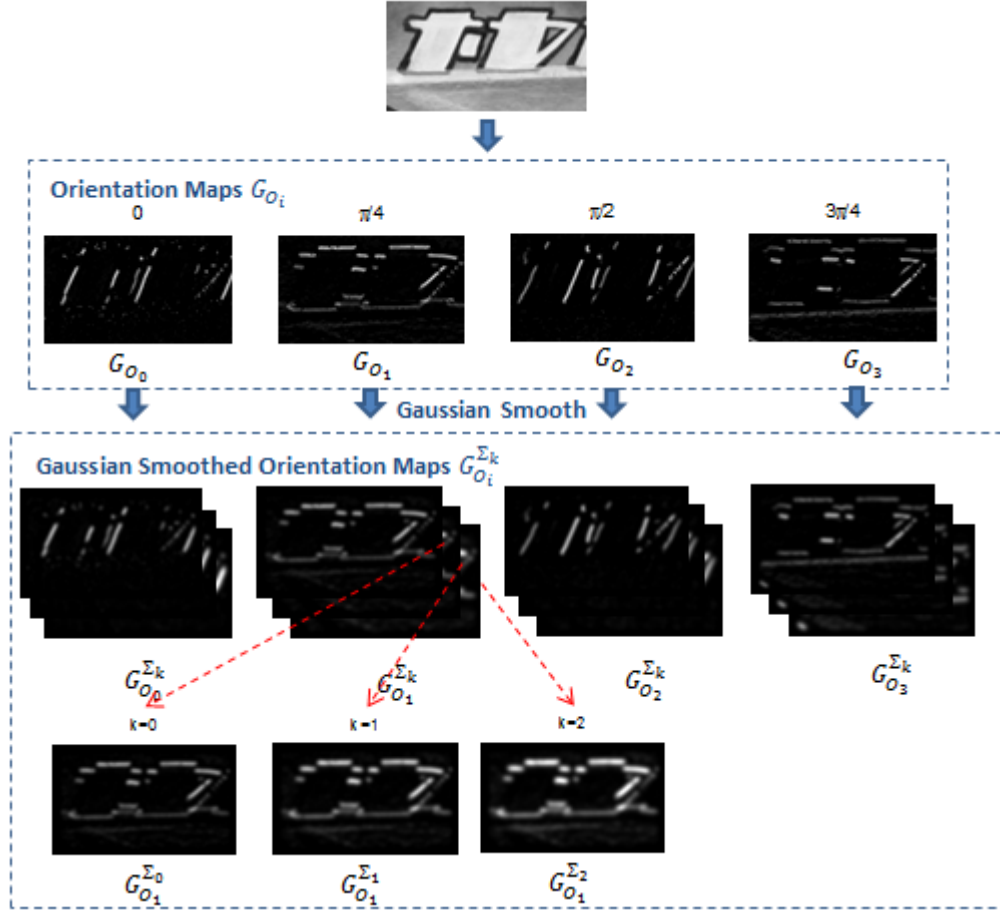 Orientation Maps G_{O_i}
0 π/4 π/2 3π/4
G_{O_0} G_{O_1} G_{O_2} G_{O_3}
Gaussian Smooth
Gaussian Smoothed Orientation Maps G_{O_i}^{Σ_k}
G_{O_0}^{Σ_k} G_{O_1}^{Σ_k} G_{O_2}^{Σ_k} G_{O_3}^{Σ_k}
k=0 k=1 k=2
G_{O_1}^{Σ_0} G_{O_1}^{Σ_1} G_{O_1}^{Σ_2}